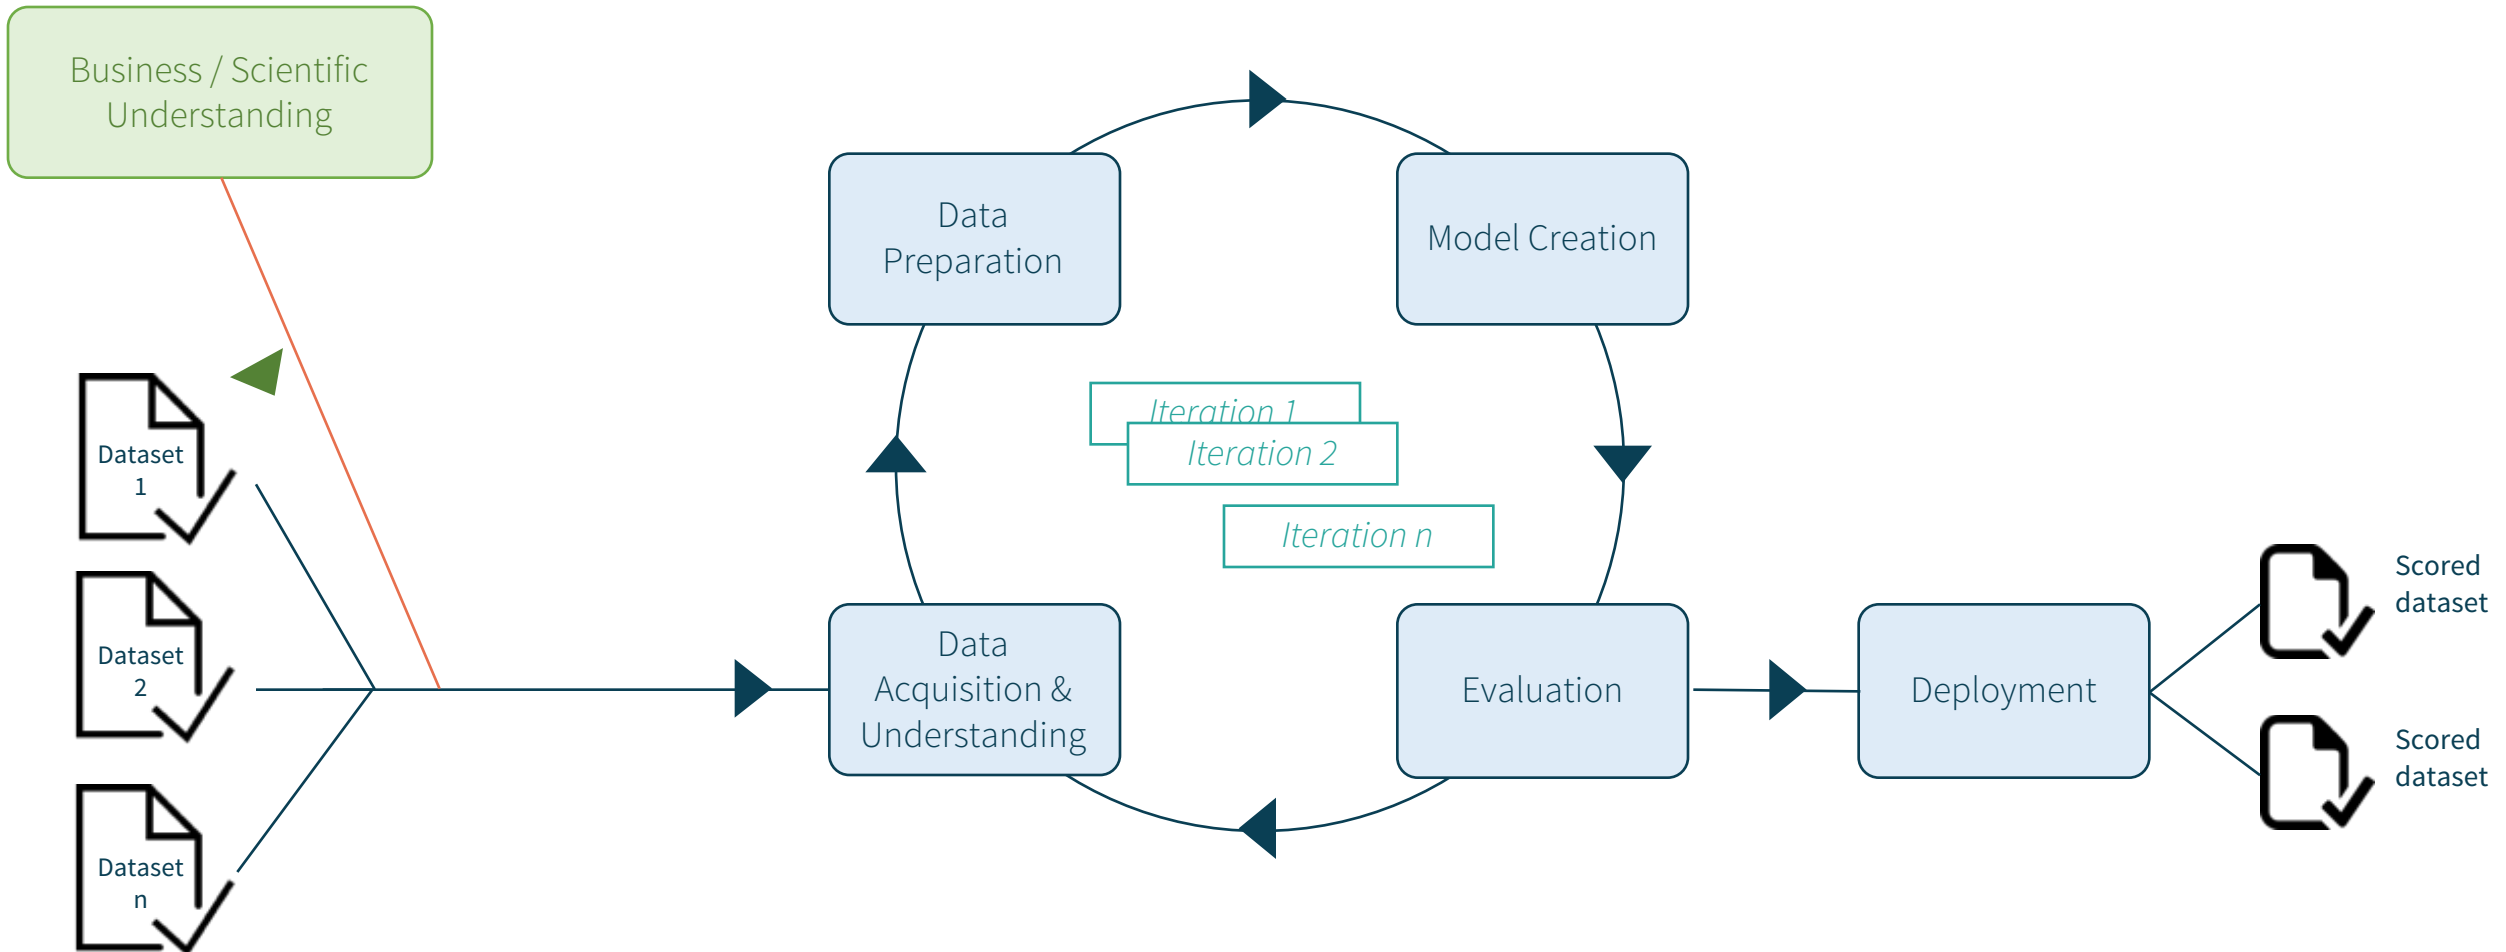 Business / Scientific
Understanding
Data
Preparation
Model Creation
Iteration 1
Iteration 2
Iteration n
Dataset
1
Dataset
2
Dataset
n
Data
Acquisition &
Understanding
Evaluation
Deployment
Scored
dataset
Scored
dataset